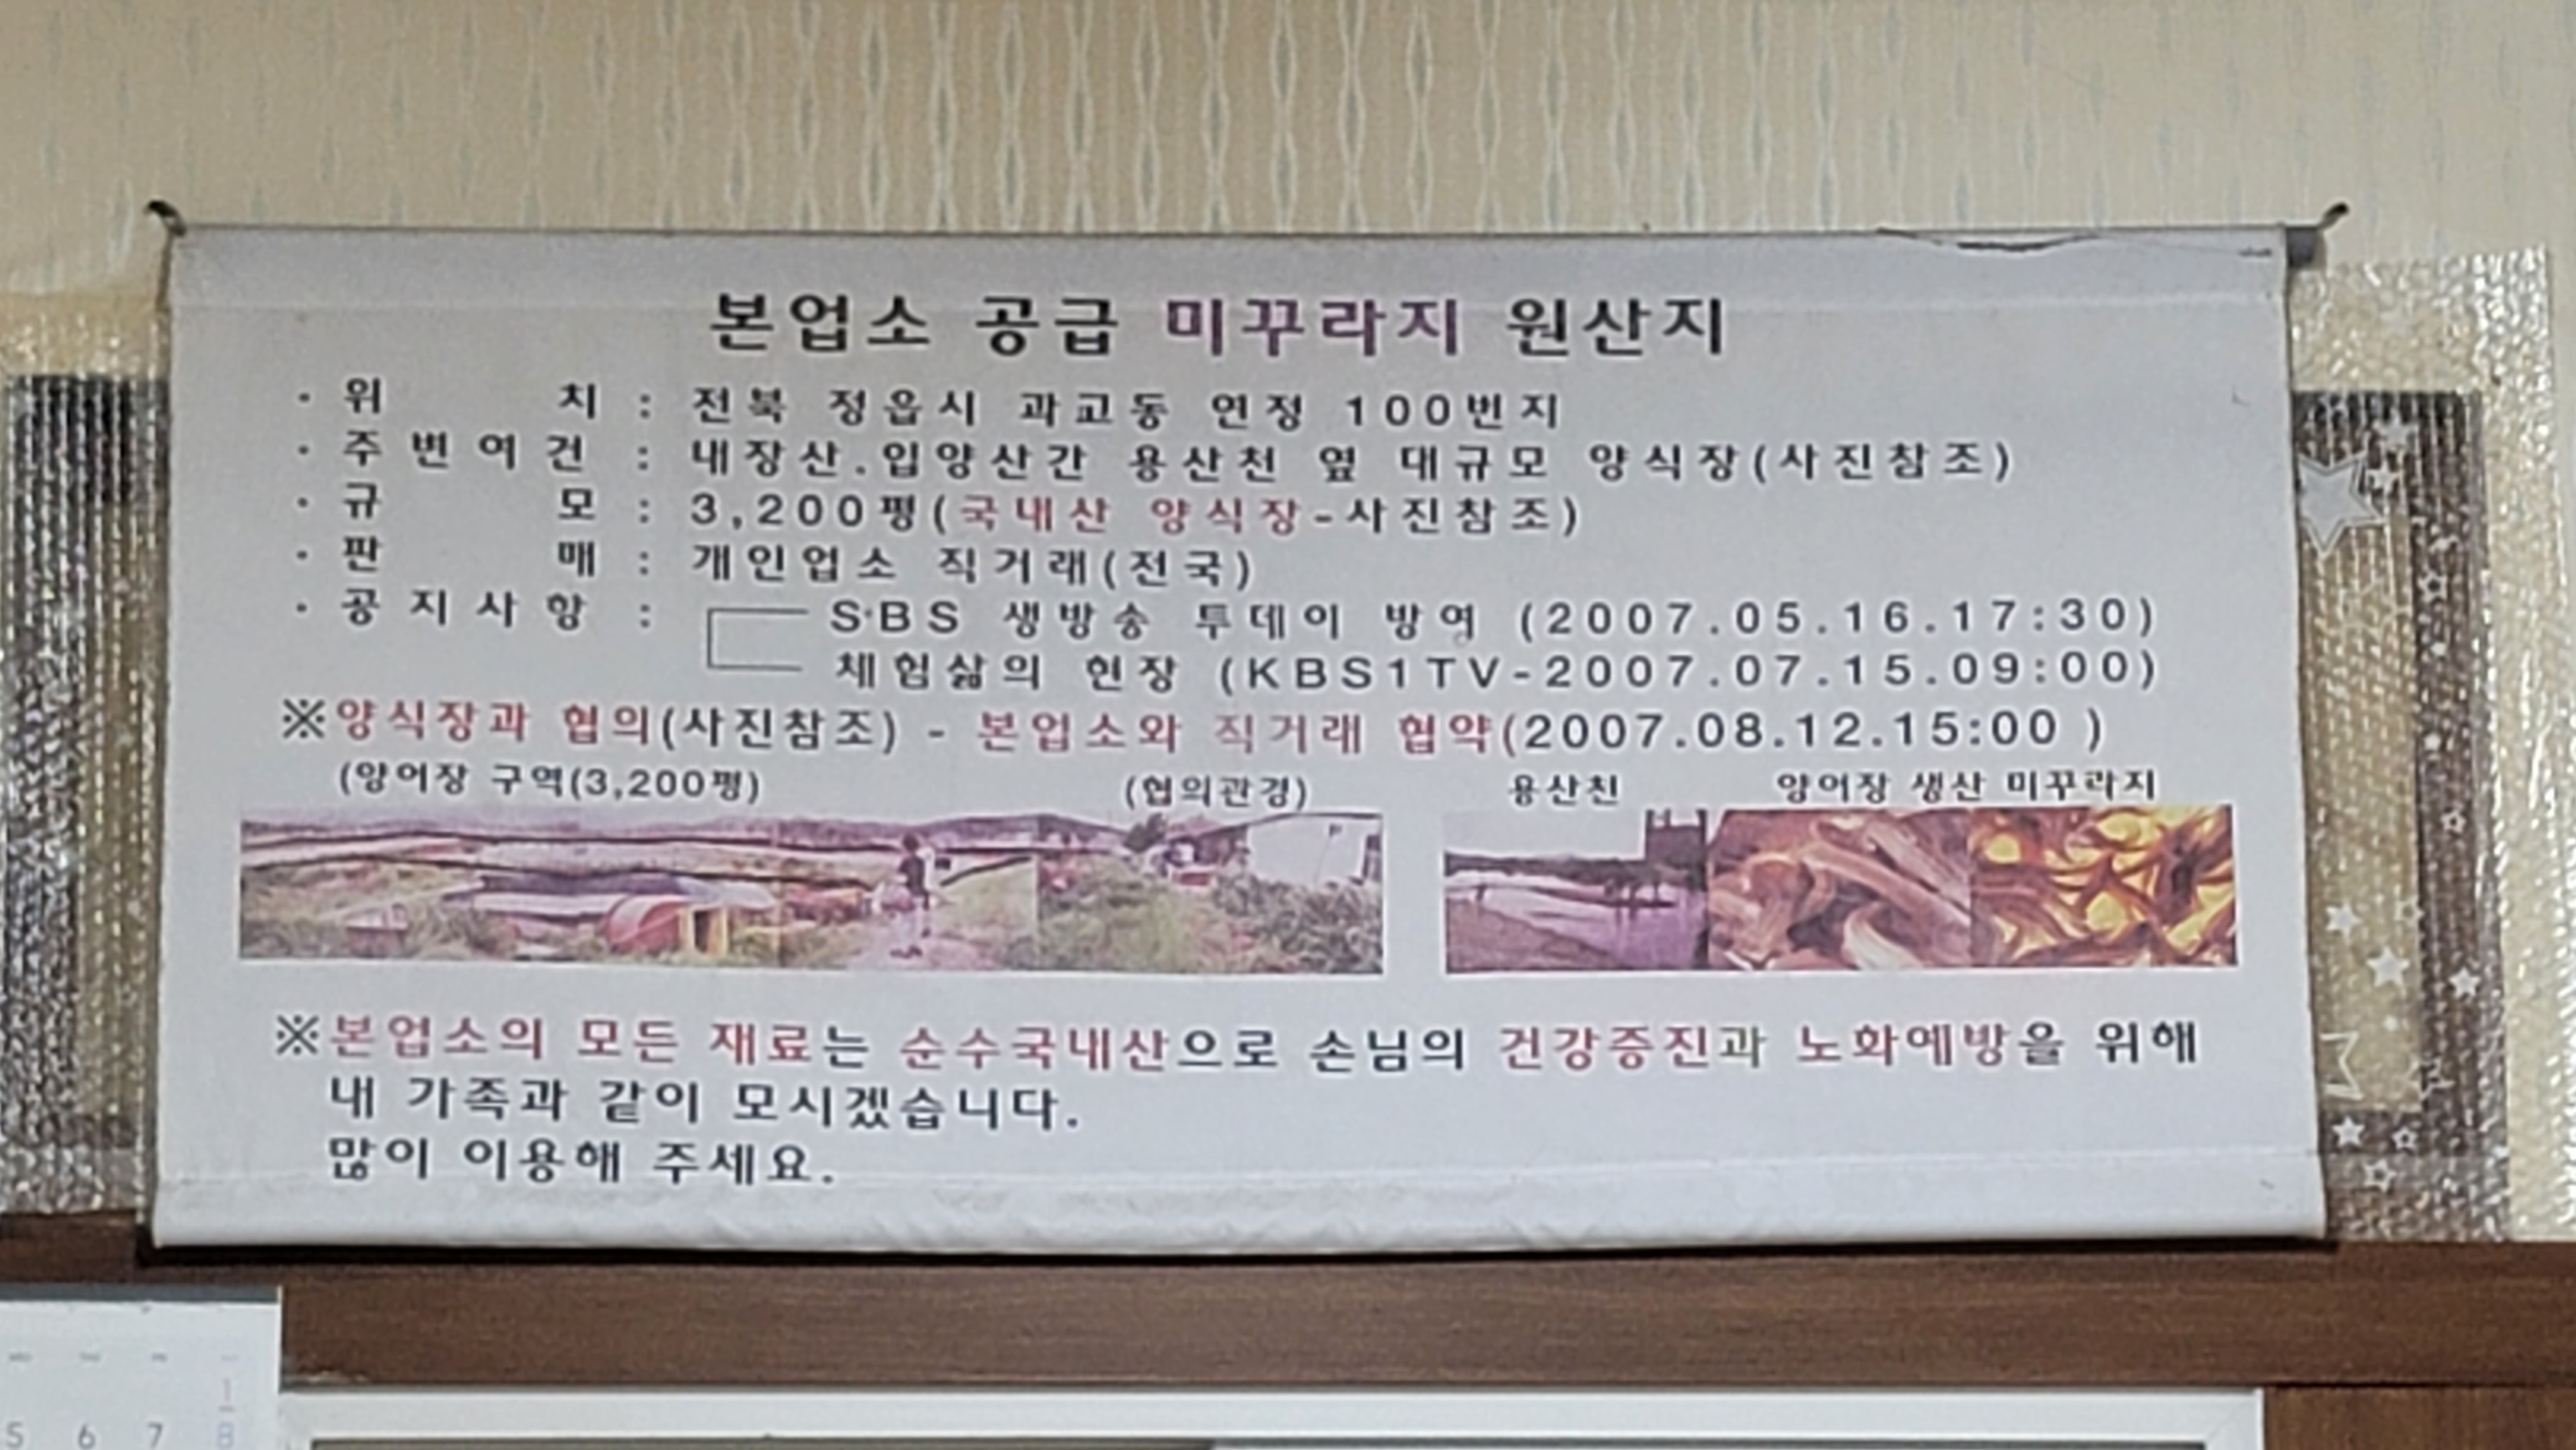 본업소 공급 미꾸라지 원산지
· 위 치 : 전북 정읍시 과교동 연정 100번지
· 주변여건 : 내장산.입양산간 용산천 옆 대규모 양식장(사진참조)
· 규 모 : 3,200평(국내산 양식장-사진참조)
· 판 매 : 개인업소 직거래(전국)
· 공지사항 : S·BS 생방송 투데이 방영 (2007.05.16.17:30)
체험삶의 현장 (KBS1TV-2007.07.15.09:00)
※양식장과 협의(사진참조) - 본업소와 직거래 협약(2007.08.12.15:00 )
(양어장 구역(3,200평) (협의관경) 용산천 양어장 생산 미꾸라지
※본업소의 모든 재료는 순수국내산으로 손님의 건강증진과 노화예방을 위해
내 가족과 같이 모시겠습니다.
많이 이용해 주세요.
1
5 6 7 8